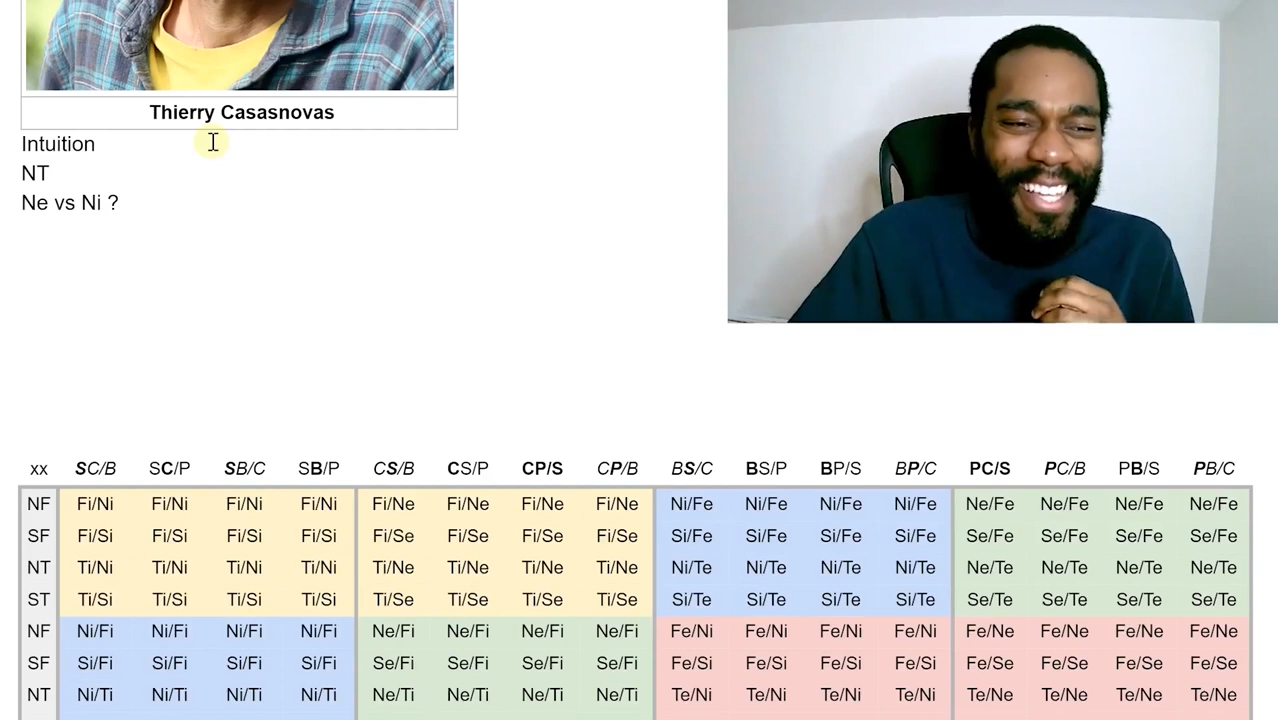 Thierry Casasnovas
Intuition
NT
Ne vs Ni ?
xx SC/B SC/P SB/C SB/P CS/B CS/P CP/S CP/B BS/C BS/P BP/S BP/C PC/S PC/B PB/S PB/C
NF Fi/Ni Fi/Ni Fi/Ni Fi/Ni Fi/Ne Fi/Ne Fi/Ne Fi/Ne Ni/Fe Ni/Fe Ni/Fe Ni/Fe Ne/Fe Ne/Fe Ne/Fe Ne/Fe
SF Fi/Si Fi/Si Fi/Si Fi/Si Fi/Se Fi/Se Fi/Se Fi/Se Si/Fe Si/Fe Si/Fe Si/Fe Se/Fe Se/Fe Se/Fe Se/Fe
NT Ti/Ni Ti/Ni Ti/Ni Ti/Ni Ti/Ne Ti/Ne Ti/Ne Ti/Ne Ni/Te Ni/Te Ni/Te Ni/Te Ne/Te Ne/Te Ne/Te Ne/Te
ST Ti/Si Ti/Si Ti/Si Ti/Si Ti/Se Ti/Se Ti/Se Ti/Se Si/Te Si/Te Si/Te Si/Te Se/Te Se/Te Se/Te Se/Te
NF Ni/Fi Ni/Fi Ni/Fi Ni/Fi Ne/Fi Ne/Fi Ne/Fi Ne/Fi Fe/Ni Fe/Ni Fe/Ni Fe/Ni Fe/Ne Fe/Ne Fe/Ne Fe/Ne
SF Si/Fi Si/Fi Si/Fi Si/Fi Se/Fi Se/Fi Se/Fi Se/Fi Fe/Si Fe/Si Fe/Si Fe/Si Fe/Se Fe/Se Fe/Se Fe/Se
NT Ni/Ti Ni/Ti Ni/Ti Ni/Ti Ne/Ti Ne/Ti Ne/Ti Ne/Ti Te/Ni Te/Ni Te/Ni Te/Ni Te/Ne Te/Ne Te/Ne Te/Ne